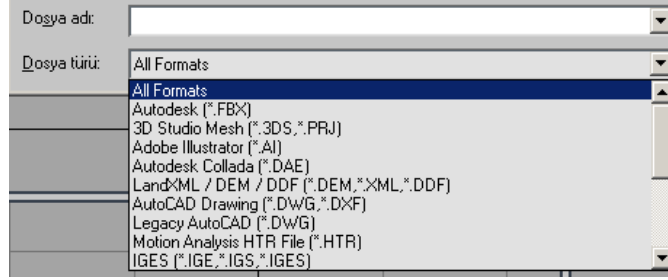 Dosya adı:
Dosya türü: All Formats
All Formats
Autodesk (*.FBX)
3D Studio Mesh (*.3DS,*.PRJ)
Adobe Illustrator (*.AI)
Autodesk Collada (*.DAE)
LandXML / DEM / DDF (*.DEM,*.XML,*.DDF)
AutoCAD Drawing (*.DWG,*.DXF)
Legacy AutoCAD (*.DWG)
Motion Analysis HTR File (*.HTR)
IGES (*.IGE,*.IGS,*.IGES)